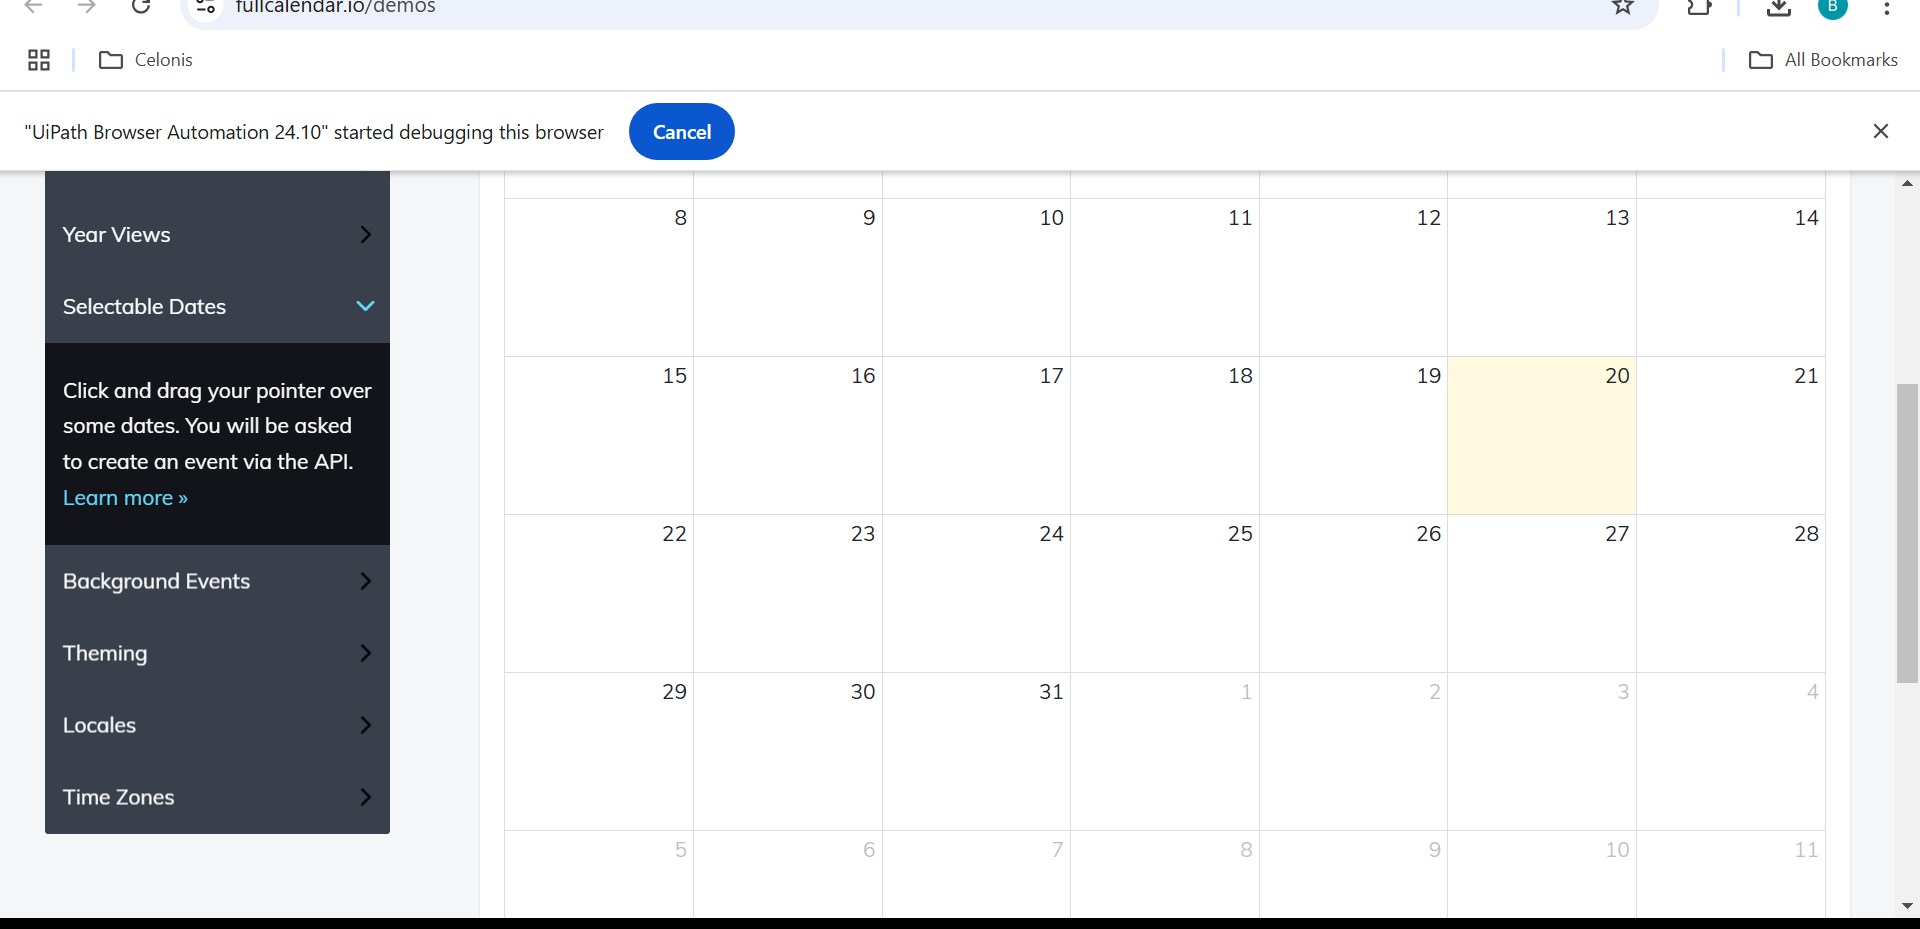 fullcalendar.io/demos
B
Celonis
All Bookmarks
"UiPath Browser Automation 24.10" started debugging this browser
Cancel
Year Views
Selectable Dates
Click and drag your pointer over
some dates. You will be asked
to create an event via the API.
Learn more »
Background Events
Theming
Locales
Time Zones
8 9 10 11 12 13 14
15 16 17 18 19 20 21
22 23 24 25 26 27 28
29 30 31 1 2 3 4
5 6 7 8 9 10 11